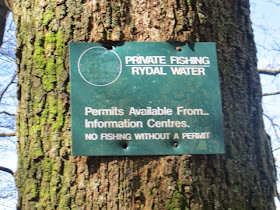 PRIVATE FISHING
RYDAL WATER
Permits Available From...
Information Centres.
NO FISHING WITHOUT A PERMIT